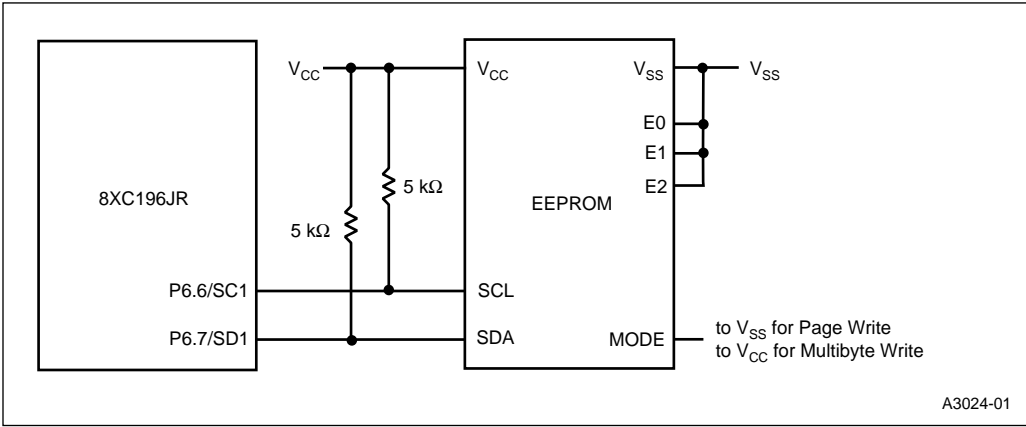 V_CC
V_CC
V_SS
V_SS
E0
E1
E2
8XC196JR
5 kΩ
5 kΩ
EEPROM
P6.6/SC1
SCL
P6.7/SD1
SDA
MODE
to V_SS for Page Write
to V_CC for Multibyte Write
A3024-01